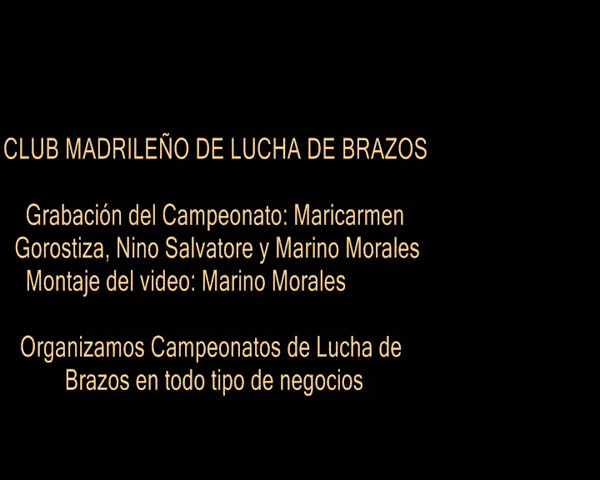 CLUB MADRILEÑO DE LUCHA DE BRAZOS
Grabación del Campeonato: Maricarmen
Gorostiza, Nino Salvatore y Marino Morales
Montaje del video: Marino Morales
Organizamos Campeonatos de Lucha de
Brazos en todo tipo de negocios